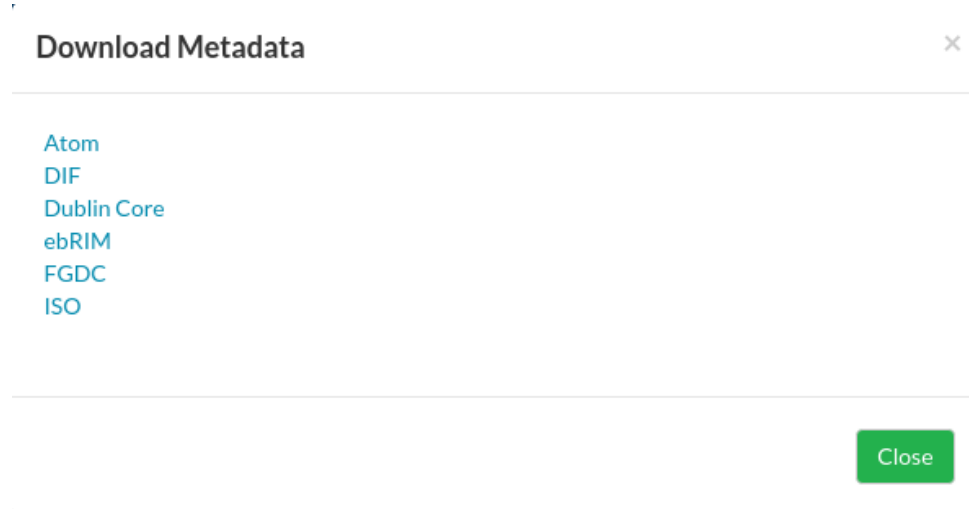 Download Metadata ×
Atom
DIF
Dublin Core
ebRIM
FGDC
ISO
Close